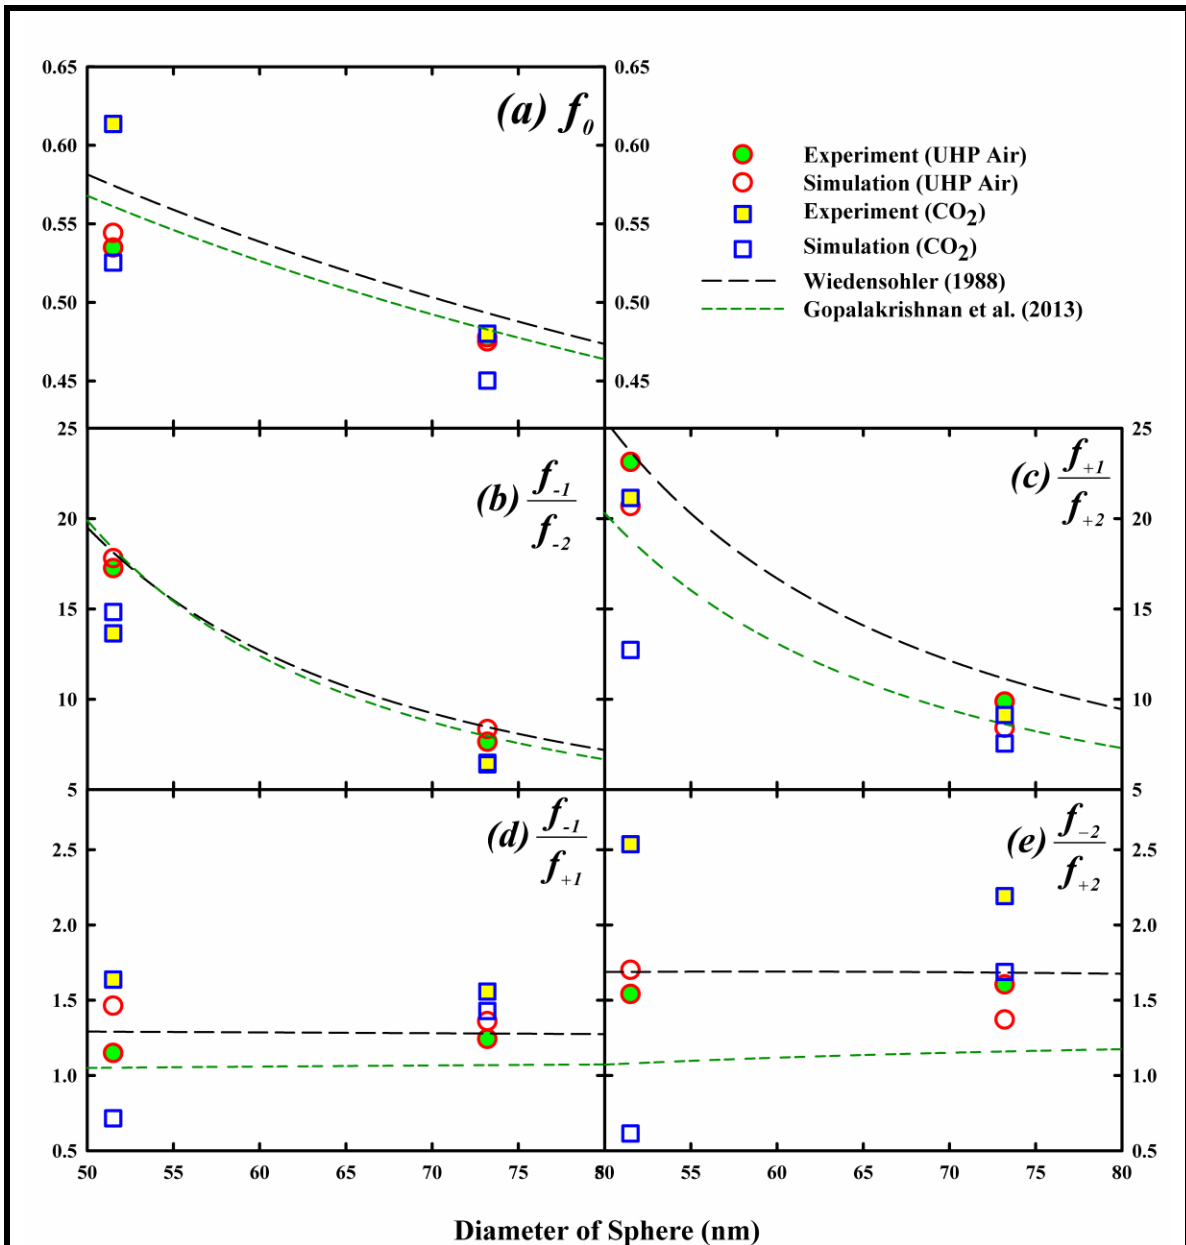 0.65
0.60
0.55
0.50
0.45
(a) f0
0.65
0.60
0.55
0.50
0.45
Experiment (UHP Air)
Simulation (UHP Air)
Experiment (CO2)
Simulation (CO2)
Wiedensohler (1988)
Gopalakrishnan et al. (2013)
25
20
15
10
5
(b) f-1
f-2
(c) f+1
f+2
25
20
15
10
5
2.5
2.0
1.5
1.0
0.5
(d) f-1
f+1
(e) f-2
f+2
2.5
2.0
1.5
1.0
0.5
50 55 60 65 70 75 80 55 60 65 70 75 80
Diameter of Sphere (nm)